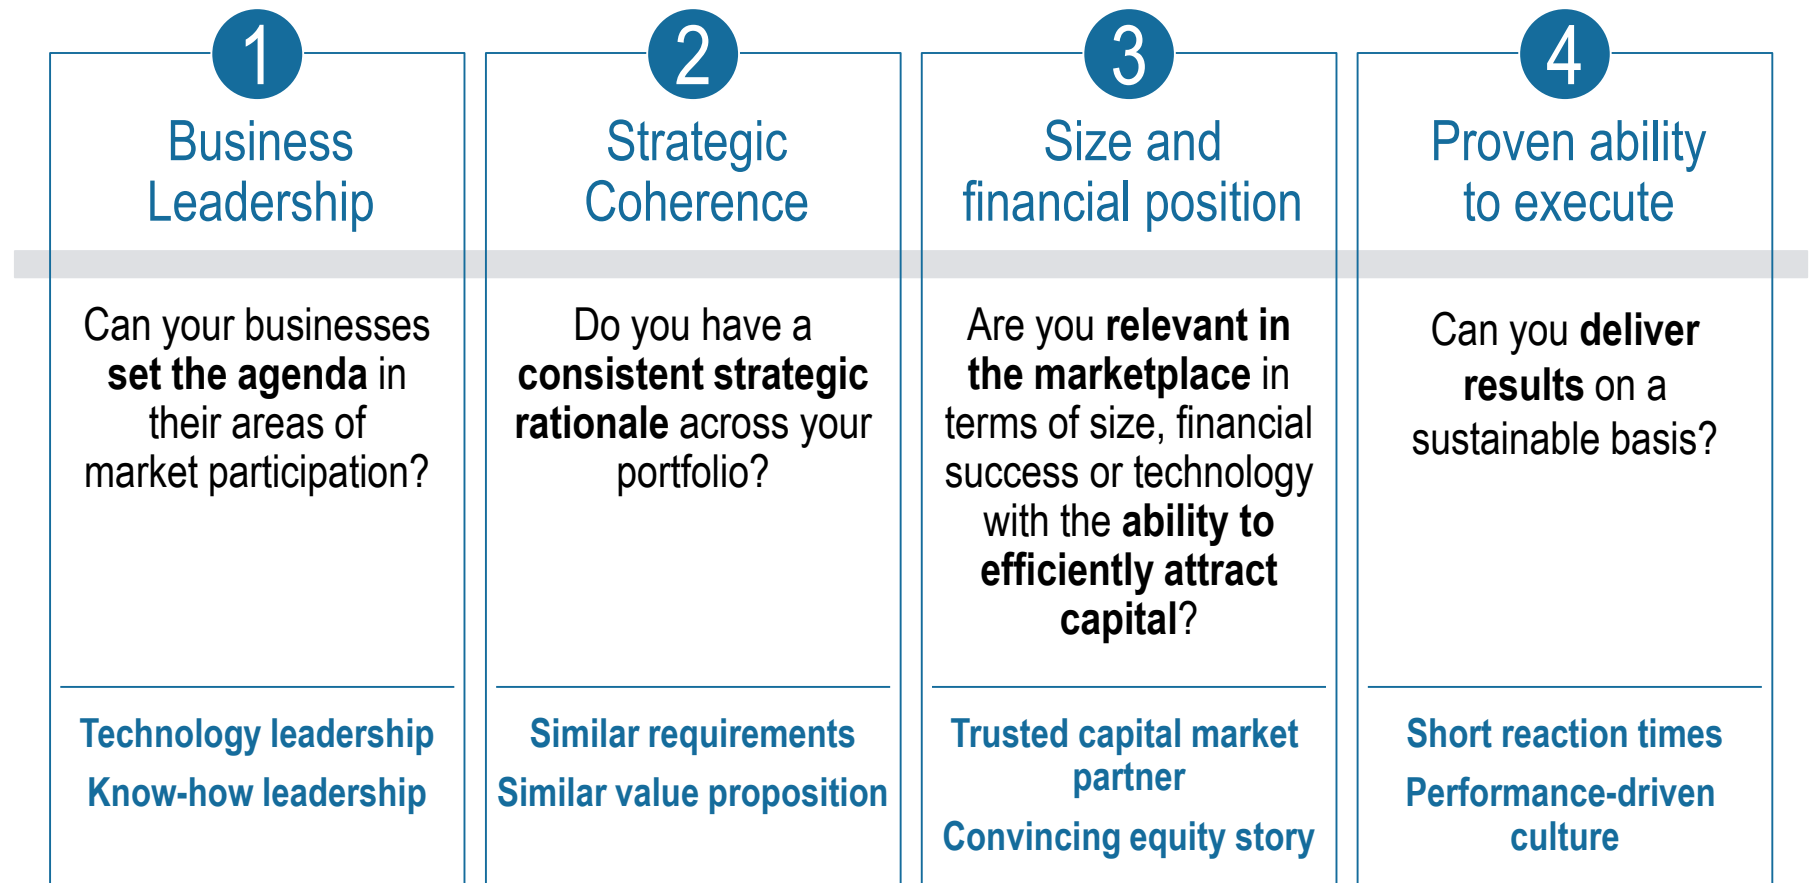 1
Business
Leadership
Can your businesses
set the agenda in
their areas of
market participation?
Technology leadership
Know-how leadership
2
Strategic
Coherence
Do you have a
consistent strategic
rationale across your
portfolio?
Similar requirements
Similar value proposition
3
Size and
financial position
Are you relevant in
the marketplace in
terms of size, financial
success or technology
with the ability to
efficiently attract
capital?
Trusted capital market
partner
Convincing equity story
4
Proven ability
to execute
Can you deliver
results on a
sustainable basis?
Short reaction times
Performance-driven
culture